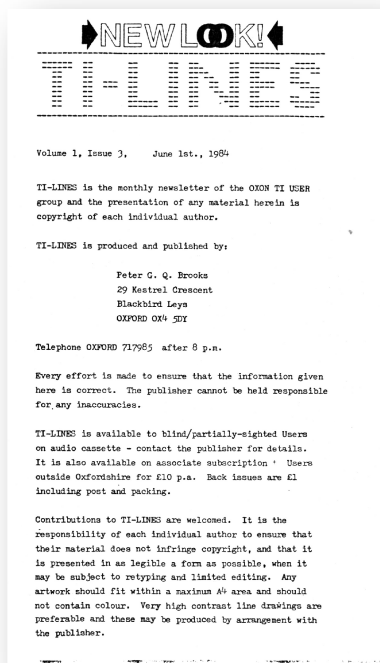 NEW LOOK!
TI-LINES
Volume 1, Issue 3, June 1st., 1984
TI-LINES is the monthly newsletter of the OXON TI USER
group and the presentation of any material herein is
copyright of each individual author.
TI-LINES is produced and published by:
Peter G. Q. Brooks
29 Kestrel Crescent
Blackbird Leys
OXFORD OX4 5DY
Telephone OXFORD 717985 after 8 p.m.
Every effort is made to ensure that the information given
here is correct. The publisher cannot be held responsible
for any inaccuracies.
TI-LINES is available to blind/partially-sighted Users
on audio cassette - contact the publisher for details.
It is also available on associate subscription Users
outside Oxfordshire for £10 p.a. Back issues are £1
including post and packing.
Contributions to TI-LINES are welcomed. It is the
responsibility of each individual author to ensure that
their material does not infringe copyright, and that it
is presented in as legible a form as possible, when it
may be subject to retyping and limited editing. Any
artwork should fit within a maximum A4 area and should
not contain colour. Very high contrast line drawings are
preferable and these may be produced by arrangement with
the publisher.